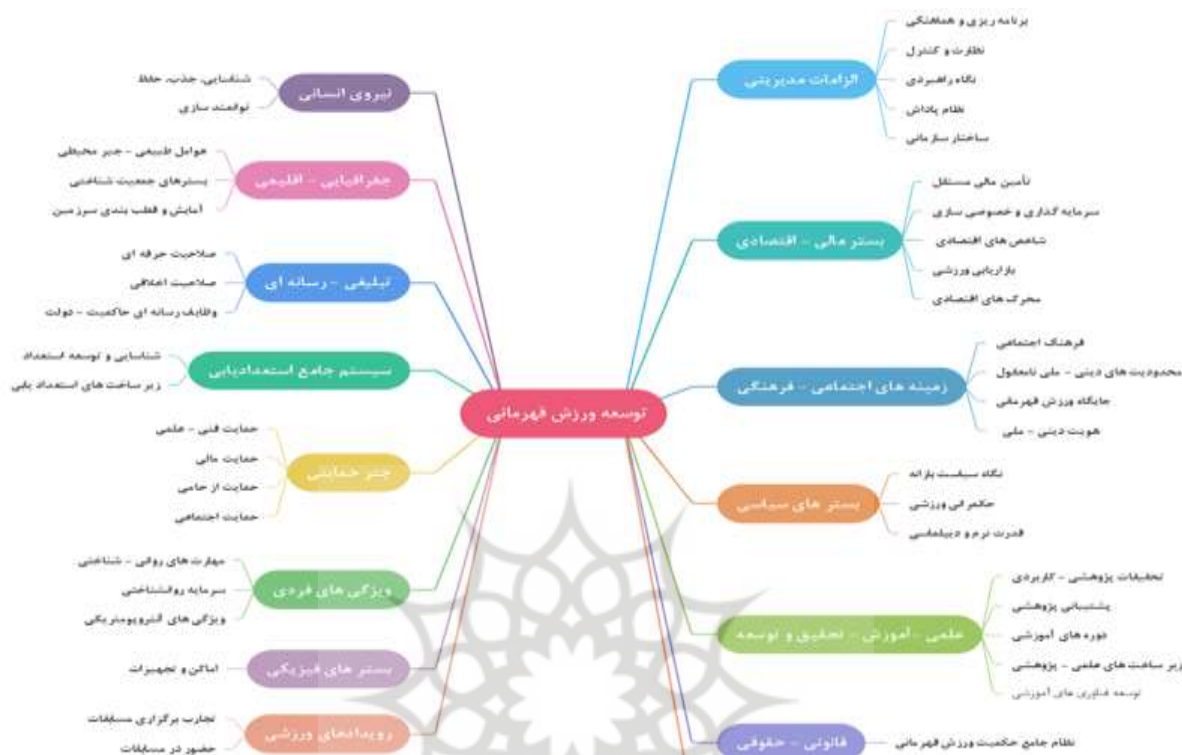 توسعه ورزش قهرمانی
الزامات مدیریتی
برنامه ریزی و هماهنگی
نظارت و کنترل
نگاه راهبردی
نظام پاداش
ساختار سازمانی
بستر مالی - اقتصادی
تأمین مالی مستقل
سرمایه گذاری و خصوصی سازی
شاخص های اقتصادی
بازاریابی ورزشی
محرک های اقتصادی
زمینه های اجتماعی - فرهنگی
فرهنگ اجتماعی
محدودیت های دینی - ملی نامعقول
جایگاه ورزش قهرمانی
هویت دینی - ملی
بستر های سیاسی
نگاه سیاست بازانه
حکمرانی ورزشی
قدرت نرم و دیپلماسی
علمی -آموزش - تحقیق و توسعه
تحقیقات پژوهشی - کاربردی
پشتیبانی پژوهشی
دوره های آموزشی
زیر ساخت های علمی - پژوهشی
توسعه فناوری های آموزشی
قانونی - حقوقی
نظام جامع حکمیت ورزش قهرمانی
نیروی انسانی
شناسایی، جذب، حفظ
توانمند سازی
جغرافیایی - اقلیمی
عوامل طبیعی - جبر محیطی
بسترهای جمعیت شناختی
آمایش و قطب بندی سرزمین
تبلیغی - رسانه ای
صلاحیت حرفه ای
صلاحیت اخلاقی
وظایف رسانه ای حاکمیت - دولت
سیستم جامع استعدادیابی
شناسایی و توسعه استعداد
زیر ساخت های استعداد یابی
چتر حمایتی
حمایت فنی - علمی
حمایت مالی
حمایت از حامی
حمایت اجتماعی
ویژگی های فردی
مهارت های روانی - شناختی
سرمایه روانشناختی
ویژگی های آنتروپومتریکی
بستر های فیزیکی
اماکن و تجهیزات
رویدادهای ورزشی
تجارب برگزاری مسابقات
حضور در مسابقات